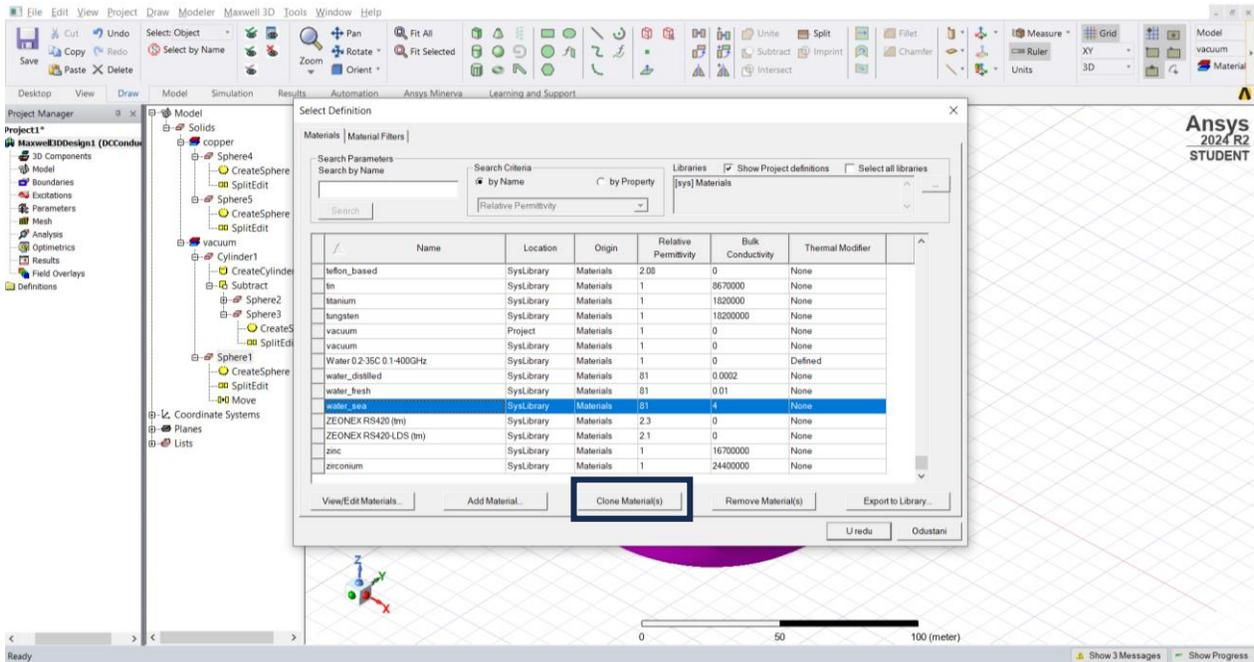 File Edit View Project Draw Modeler Maxwell 3D Tools Window Help
Save
Cut Undo
Copy Redo
Paste Delete
Select: Object
Select by Name
Zoom
Pan
Rotate
Orient
Fit All
Fit Selected
Unite Split
Subtract Imprint
Intersect
Fillet
Chamfer
Measure
Ruler
Units
Grid
XY
3D
Model
vacuum
Material
Desktop View Draw Model Simulation Results Automation Ansys Minerva Learning and Support
Project Manager
Project1*
Maxwell3DDesign1 (DCCondu
3D Components
Model
Boundaries
Excitations
Parameters
Mesh
Analysis
Optimetrics
Results
Field Overlays
Definitions
Model
Solids
copper
Sphere4
CreateSphere
SplitEdit
Sphere5
CreateSphere
SplitEdit
vacuum
Cylinder1
CreateCylinder
Subtract
Sphere2
Sphere3
CreateS
SplitEdi
Sphere1
CreateSphere
SplitEdit
Move
Coordinate Systems
Planes
Lists
Select Definition
Materials Material Filters
Search Parameters
Search by Name
Search
Search Criteria
by Name by Property
Relative Permittivity
Libraries Show Project definitions Select all libraries
[sys] Materials
...
Name Location Origin Relative Permittivity Bulk Conductivity Thermal Modifier
teflon_based SysLibrary Materials 2.08 0 None
tin SysLibrary Materials 1 8670000 None
titanium SysLibrary Materials 1 1820000 None
tungsten SysLibrary Materials 1 18200000 None
vacuum Project Materials 1 0 None
vacuum SysLibrary Materials 1 0 None
Water 0.2-35C 0.1-400GHz SysLibrary Materials 1 0 Defined
water_distilled SysLibrary Materials 81 0.0002 None
water_fresh SysLibrary Materials 81 0.01 None
water_sea SysLibrary Materials 81 4 None
ZEONEX RS420 (tm) SysLibrary Materials 2.3 0 None
ZEONEX RS420-LDS (tm) SysLibrary Materials 2.1 0 None
zinc SysLibrary Materials 1 16700000 None
zirconium SysLibrary Materials 1 24400000 None
View/Edit Materials... Add Material... Clone Material(s) Remove Material(s) Export to Library...
U redu Odustani
Ansys
2024 R2
STUDENT
Z
Y
X
0 50 100 (meter)
Ready
Show 3 Messages Show Progress